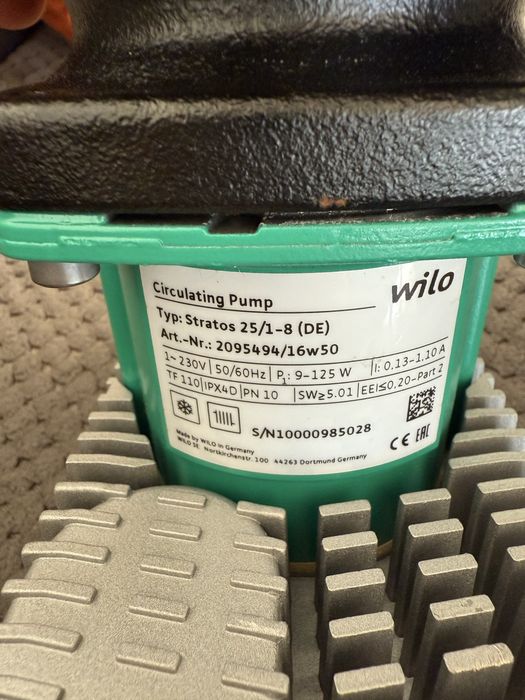 wilo
Circulating Pump
Typ: Stratos 25/1-8 (DE)
Art.-Nr.: 2095494/16w50
1~230V 50/60Hz P1: 9-125 W I: 0.13-1.10 A
TF 110 IPX4D PN 10 SW≥5.01 EEI≤0.20-Part 2
S/N10000985028
CE EAC
Made by WILO in Germany
WILO SE Nortkirchenstr. 100 44263 Dortmund Germany